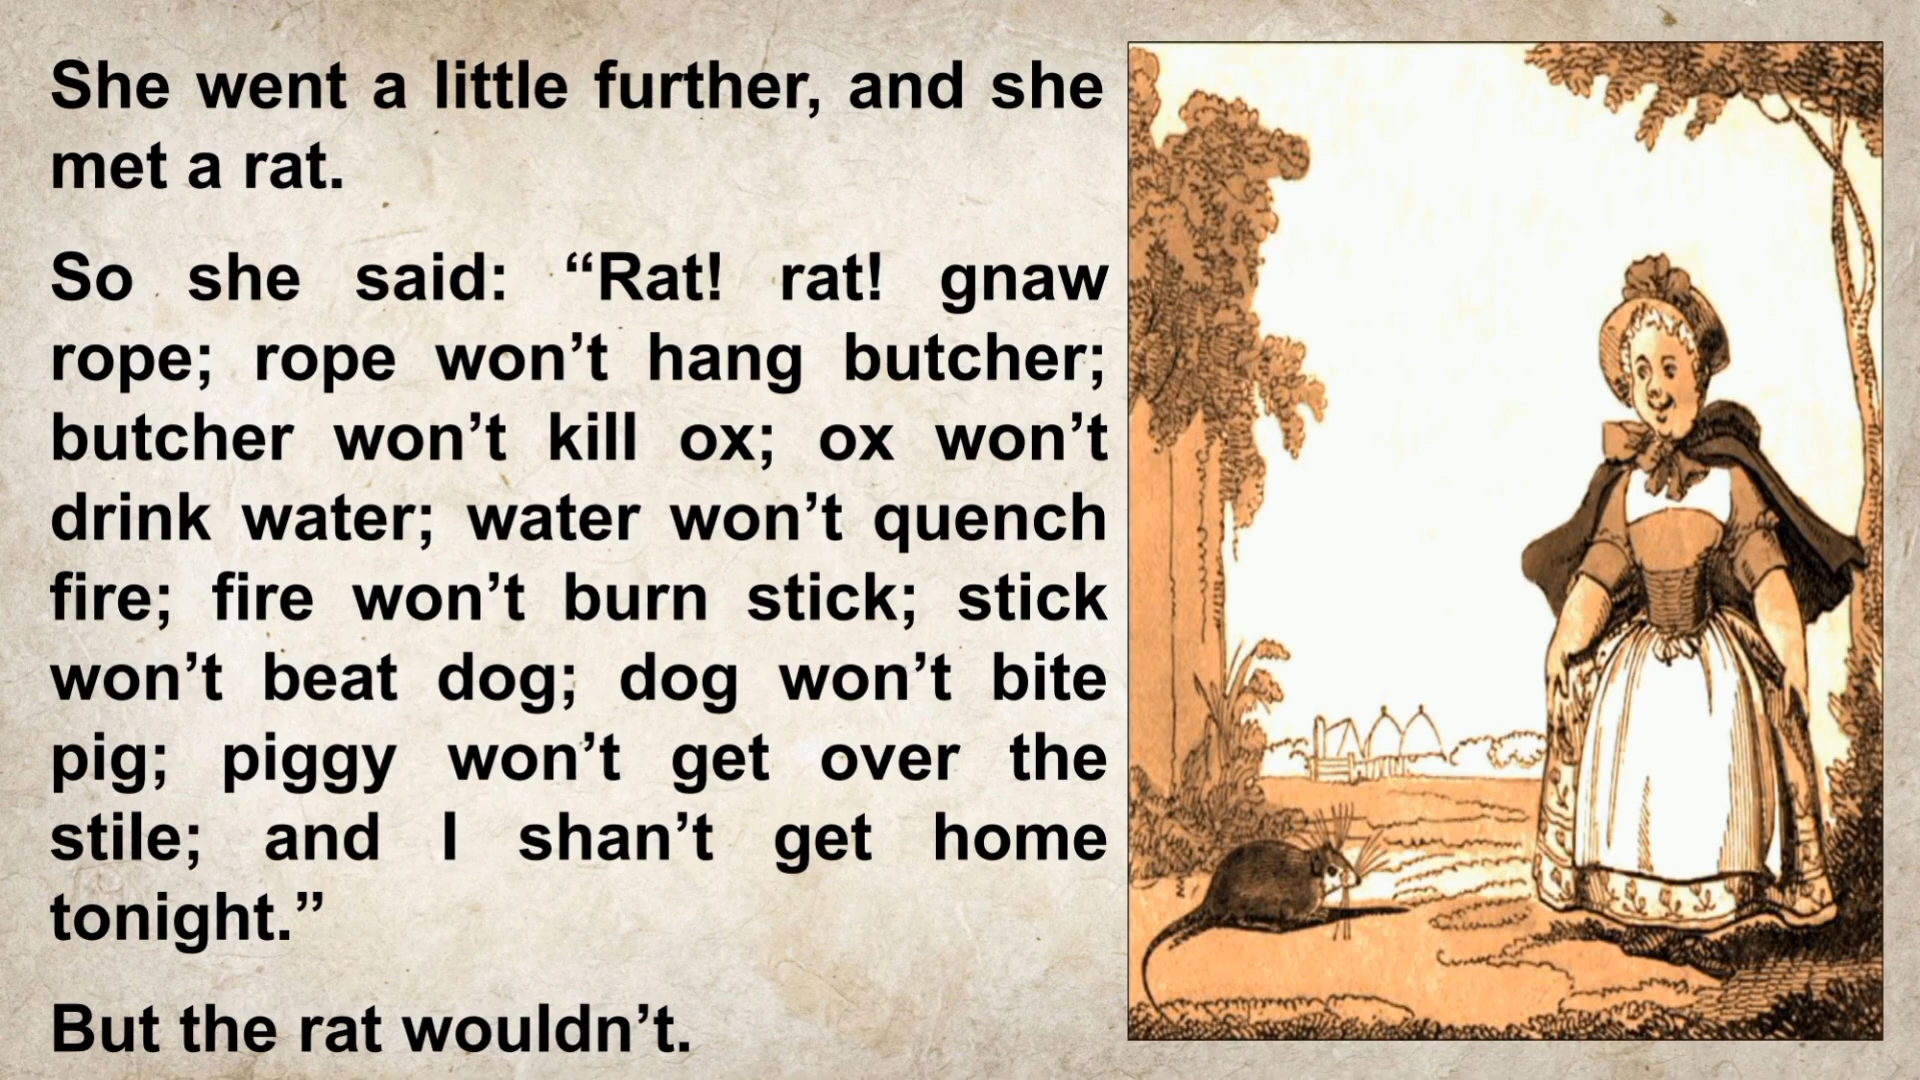 She went a little further, and she
met a rat.
So she said: “Rat! rat! gnaw
rope; rope won’t hang butcher;
butcher won’t kill ox; ox won’t
drink water; water won’t quench
fire; fire won’t burn stick; stick
won’t beat dog; dog won’t bite
pig; piggy won’t get over the
stile; and I shan’t get home
tonight.”
But the rat wouldn’t.